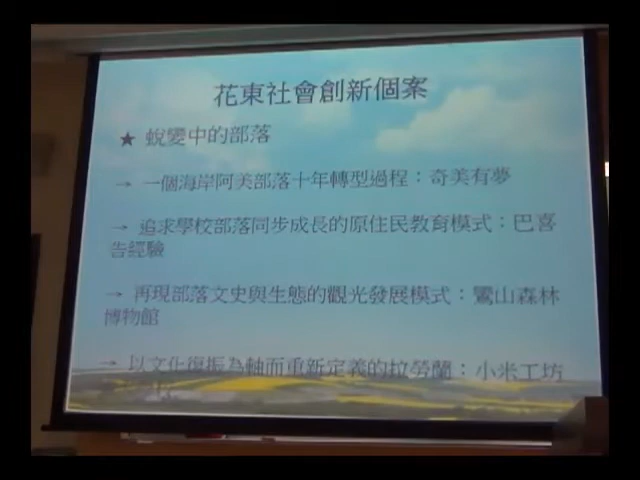 花東社會創新個案
★ 蛻變中的部落
→ 一個海岸阿美部落十年轉型過程：奇美有夢
→ 追求學校部落同步成長的原住民教育模式：巴喜
告經驗
→ 再現部落文史與生態的觀光發展模式：鸞山森林
博物館
→ 以文化復振為軸而重新定義的拉勞蘭：小米工坊